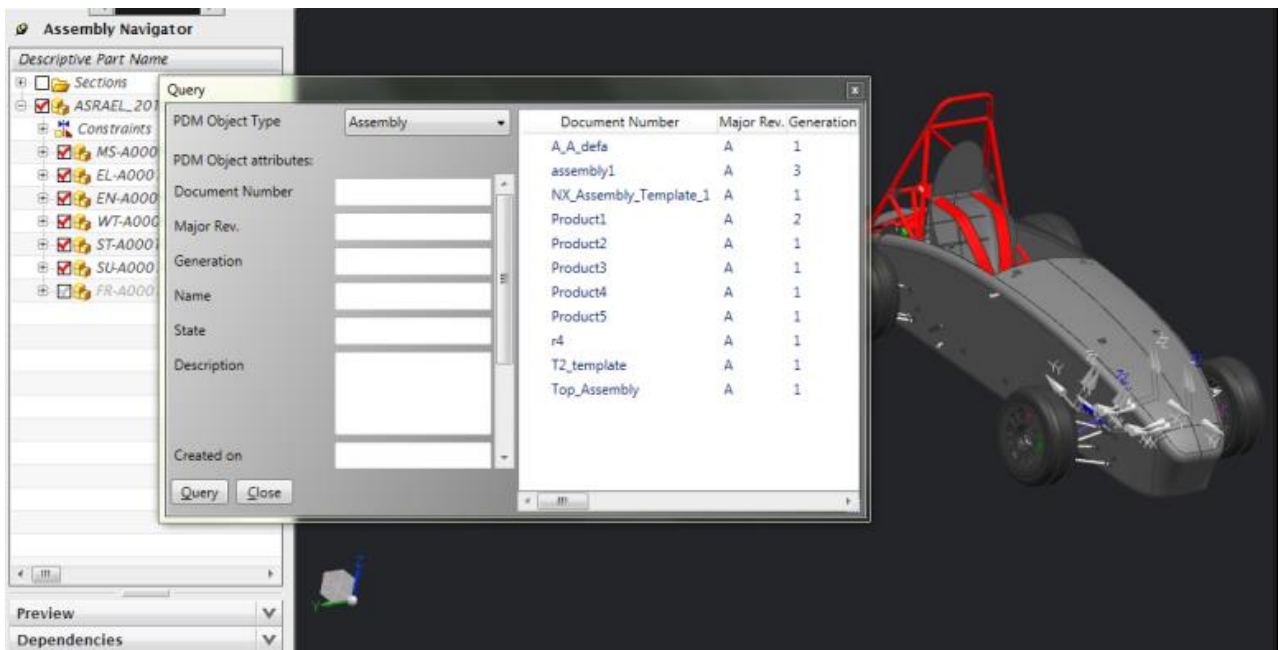 Assembly Navigator
Descriptive Part Name
Sections
ASRAEL_201
Constraints
MS-A000
EL-A000
EN-A000
WT-A000
ST-A0001
SU-A000
FR-A000
Query
PDM Object Type
Assembly
PDM Object attributes:
Document Number
Major Rev.
Generation
Name
State
Description
Created on
Query Close
Document Number Major Rev. Generation
A_A_defa A 1
assembly1 A 3
NX_Assembly_Template_1 A 1
Product1 A 2
Product2 A 1
Product3 A 1
Product4 A 1
Product5 A 1
r4 A 1
T2_template A 1
Top_Assembly A 1
Y
Preview
Dependencies